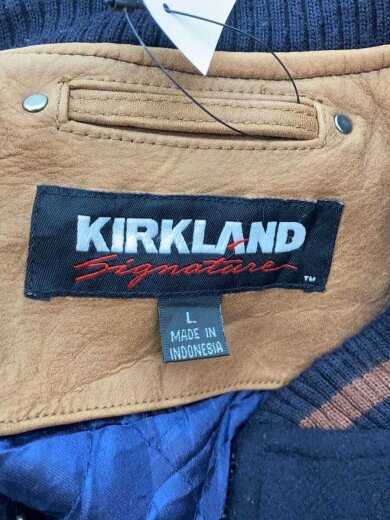 KIRKLAND
Signature
TM
L
MADE IN
INDONESIA